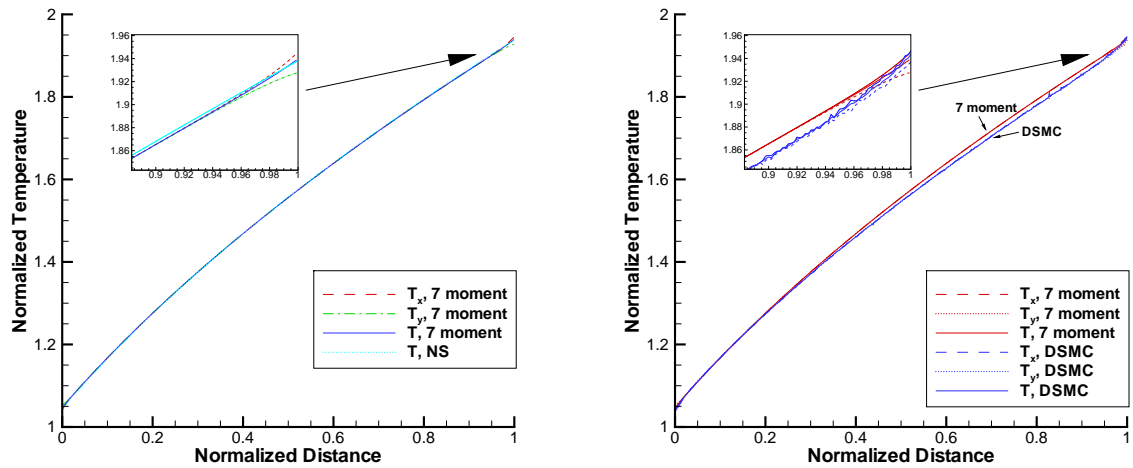 Normalized Temperature
2
1.8
1.6
1.4
1.2
1
0 0.2 0.4 0.6 0.8 1
Normalized Distance
1.96
1.94
1.92
1.9
1.88
1.86
0.9 0.92 0.94 0.96 0.98 1
Tx, 7 moment
Ty, 7 moment
T, 7 moment
T, NS
Normalized Temperature
2
1.8
1.6
1.4
1.2
1
0 0.2 0.4 0.6 0.8 1
Normalized Distance
1.96
1.94
1.92
1.9
1.88
1.86
0.9 0.92 0.94 0.96 0.98 1
7 moment
DSMC
Tx, 7 moment
Ty, 7 moment
T, 7 moment
Tx, DSMC
Ty, DSMC
T, DSMC